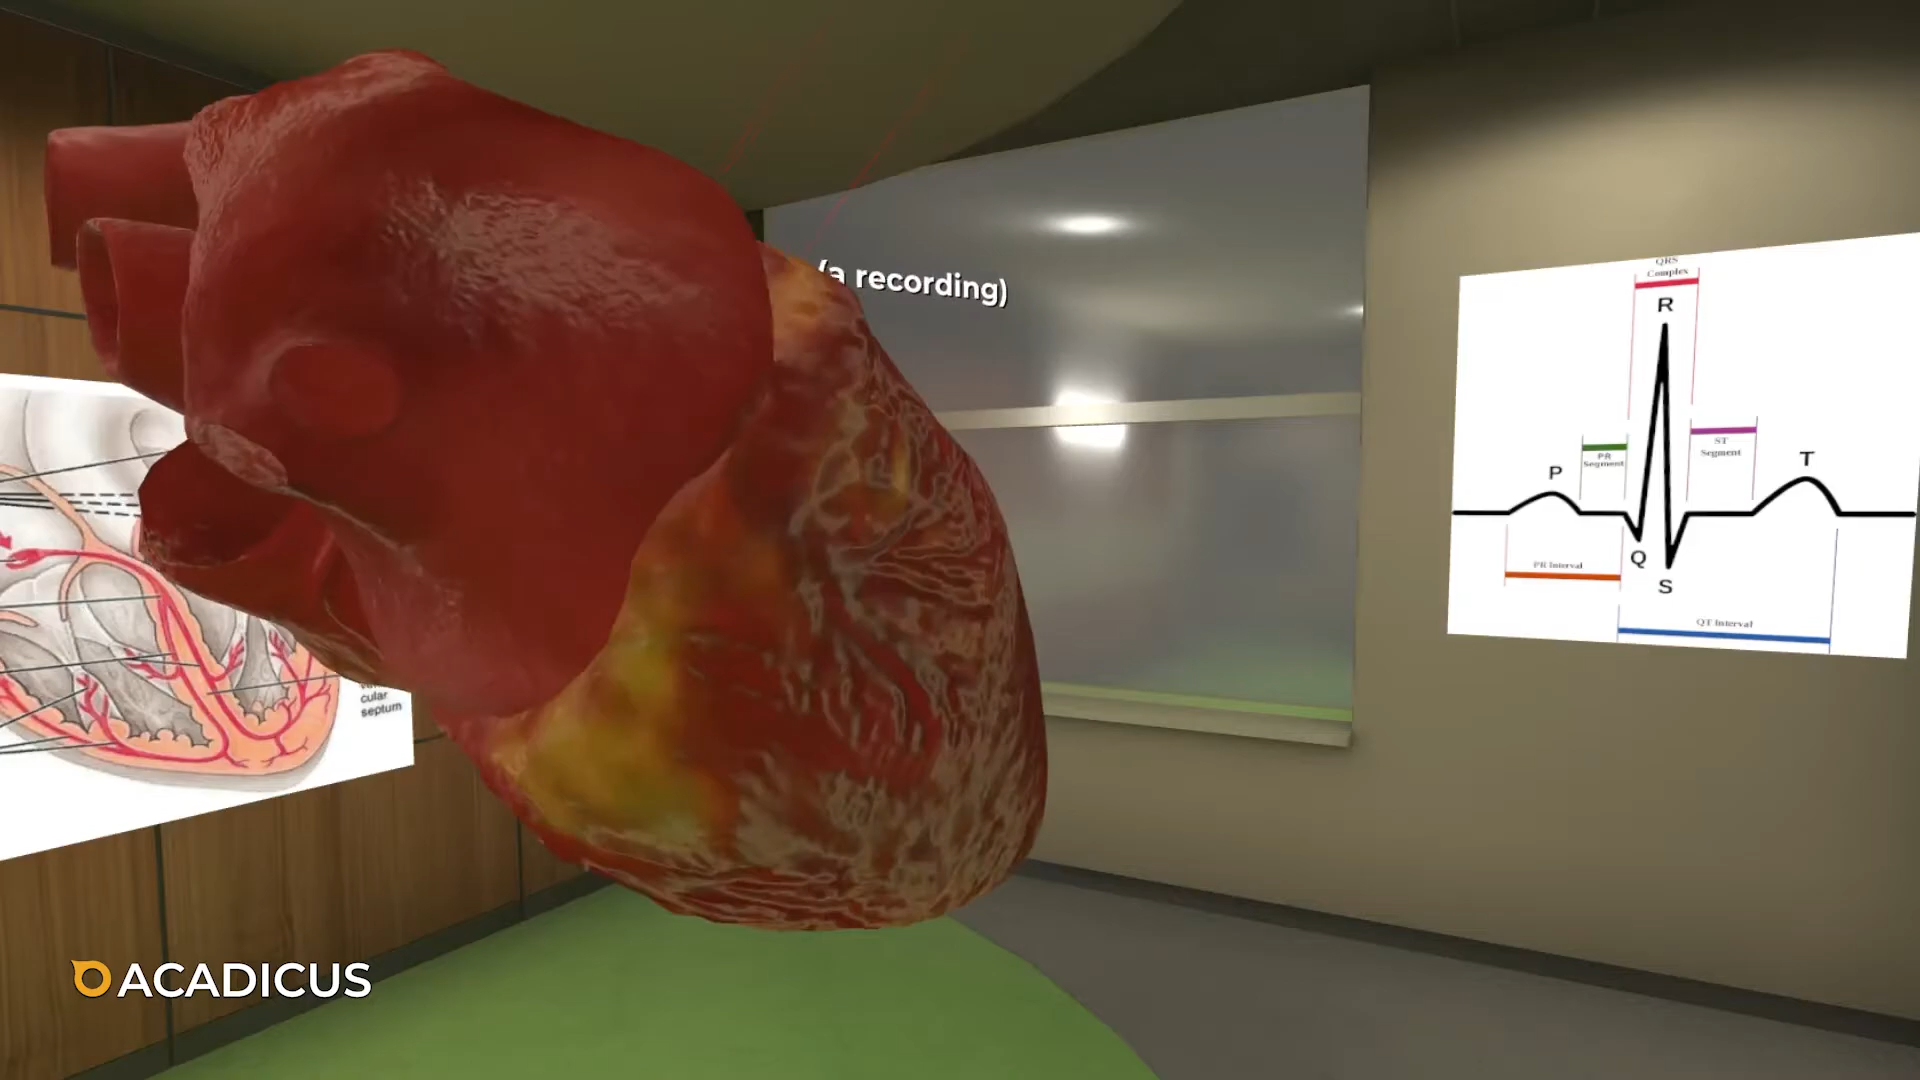 (a recording)
QRS
Complex
R
P
PR
Segment
ST
Segment
T
Q
S
PR Interval
QT Interval
cular
septum
ACADICUS